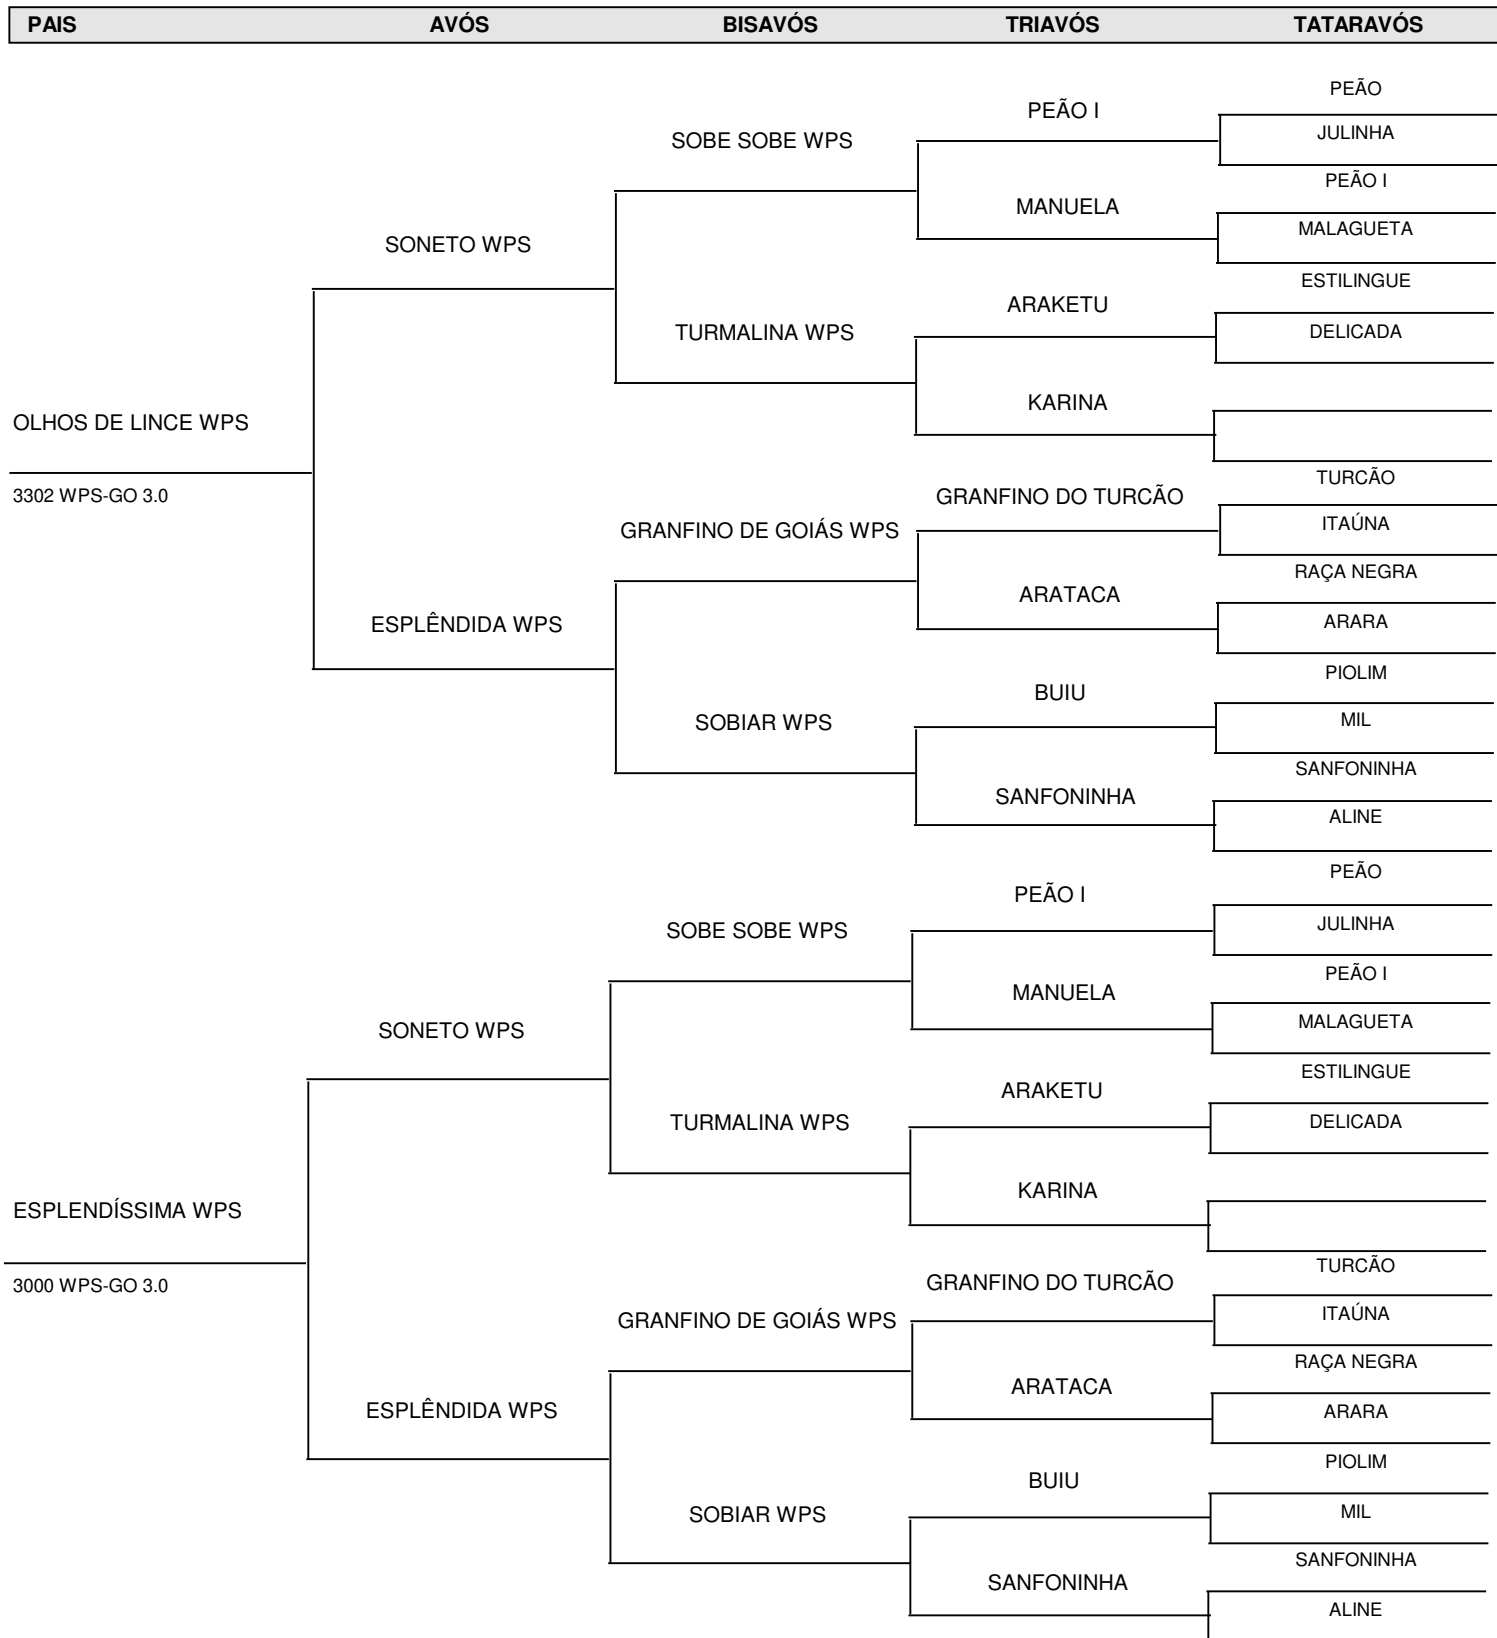 PAIS AVÓS BISAVÓS TRIAVÓS TATARAVÓS
PEÃO
PEÃO I
JULINHA
SOBE SOBE WPS
PEÃO I
MANUELA
MALAGUETA
SONETO WPS
ESTILINGUE
ARAKETU
TURMALINA WPS
DELICADA
KARINA
OLHOS DE LINCE WPS
TURCÃO
3302 WPS-GO 3.0
GRANFINO DO TURCÃO
ITAÚNA
GRANFINO DE GOIÁS WPS
RAÇA NEGRA
ARATACA
ARARA
ESPLÊNDIDA WPS
PIOLIM
BUIU
MIL
SOBIAR WPS
SANFONINHA
SANFONINHA
ALINE
PEÃO
PEÃO I
JULINHA
SOBE SOBE WPS
PEÃO I
MANUELA
MALAGUETA
SONETO WPS
ESTILINGUE
ARAKETU
DELICADA
TURMALINA WPS
KARINA
ESPLENDÍSSIMA WPS
TURCÃO
GRANFINO DO TURCÃO
3000 WPS-GO 3.0
ITAÚNA
GRANFINO DE GOIÁS WPS
RAÇA NEGRA
ARATACA
ARARA
ESPLÊNDIDA WPS
PIOLIM
BUIU
MIL
SOBIAR WPS
SANFONINHA
SANFONINHA
ALINE